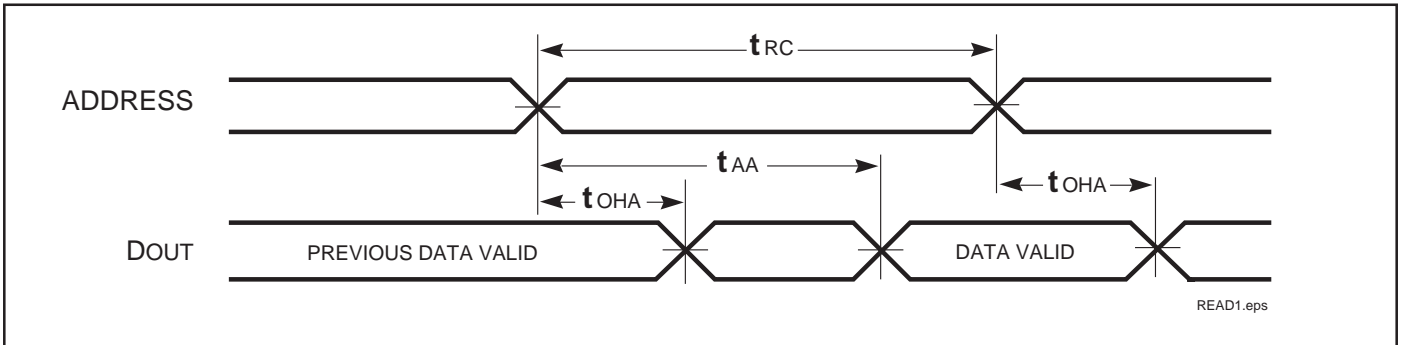 tRC
ADDRESS
tAA
tOHA
tOHA
DOUT
PREVIOUS DATA VALID
DATA VALID
READ1.eps